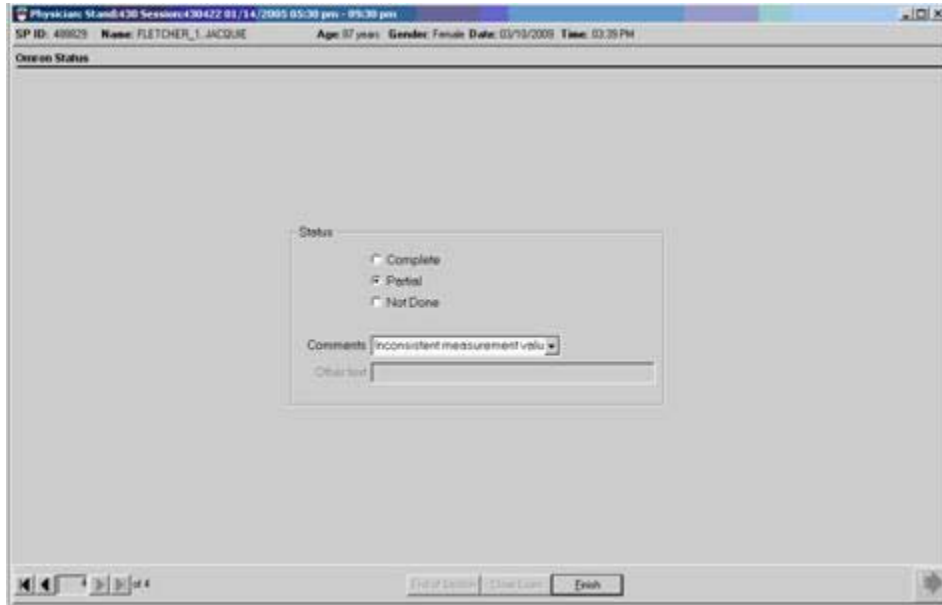 Physician: Stand:430 Session:430422 01/14/2005 05:30 pm - 09:30 pm
SP ID: Name: FLETCHER_1, JACQUIE Age: years Gender: Female Date: 03/10/2009 Time: 03:39 PM
Omron Status
Status
Complete
Partial
Not Done
Comments Inconsistent measurement valu
Other text
4 of 4
End of Section Close Exam Finish